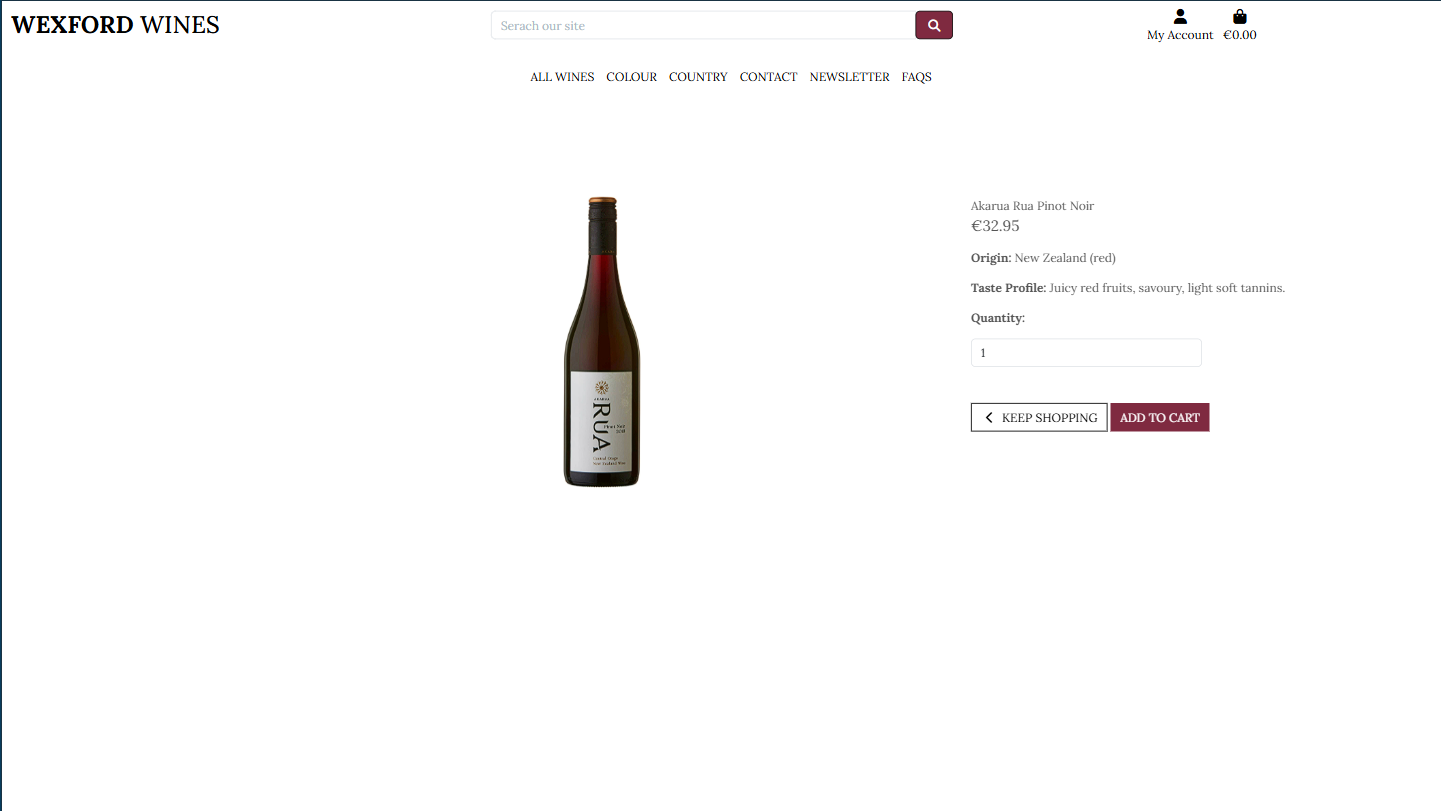 WEXFORD WINES
Serach our site
My Account €0.00
ALL WINES COLOUR COUNTRY CONTACT NEWSLETTER FAQS
Akarua Rua Pinot Noir
€32.95
Origin: New Zealand (red)
Taste Profile: Juicy red fruits, savoury, light soft tannins.
Quantity:
1
KEEP SHOPPING ADD TO CART
AKARUA
RUA
Pinot Noir
Central Otago
New Zealand Wine